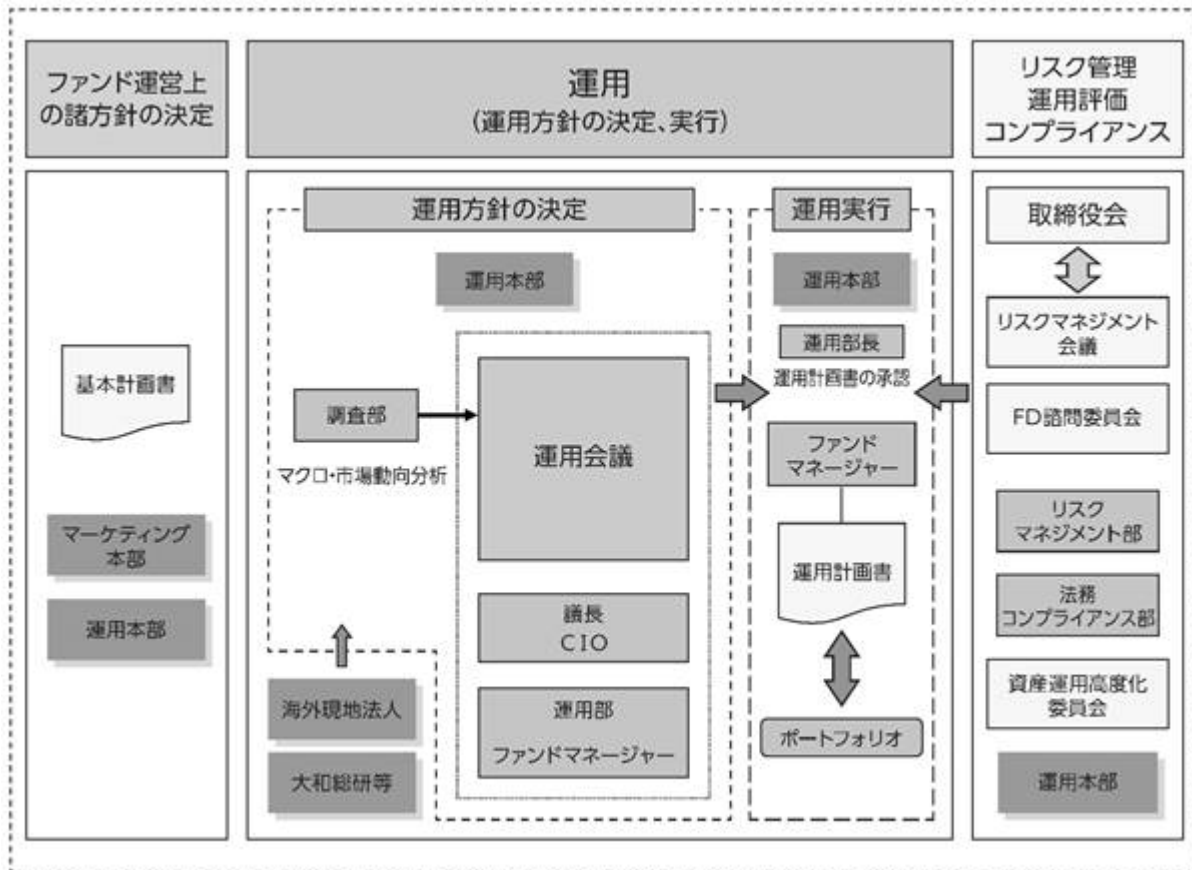 ファンド運営上
の諸方針の決定
運用
(運用方針の決定、実行)
リスク管理
運用評価
コンプライアンス
基本計画書
マーケティング
本部
運用本部
運用方針の決定
運用本部
調査部
マクロ・市場動向分析
運用会議
議長
CIO
運用部
ファンドマネージャー
海外現地法人
大和総研等
運用実行
運用本部
運用部長
運用計画書の承認
ファンド
マネージャー
運用計画書
ポートフォリオ
取締役会
リスクマネジメント
会議
FD諮問委員会
リスク
マネジメント部
法務
コンプライアンス部
資産運用高度化
委員会
運用本部